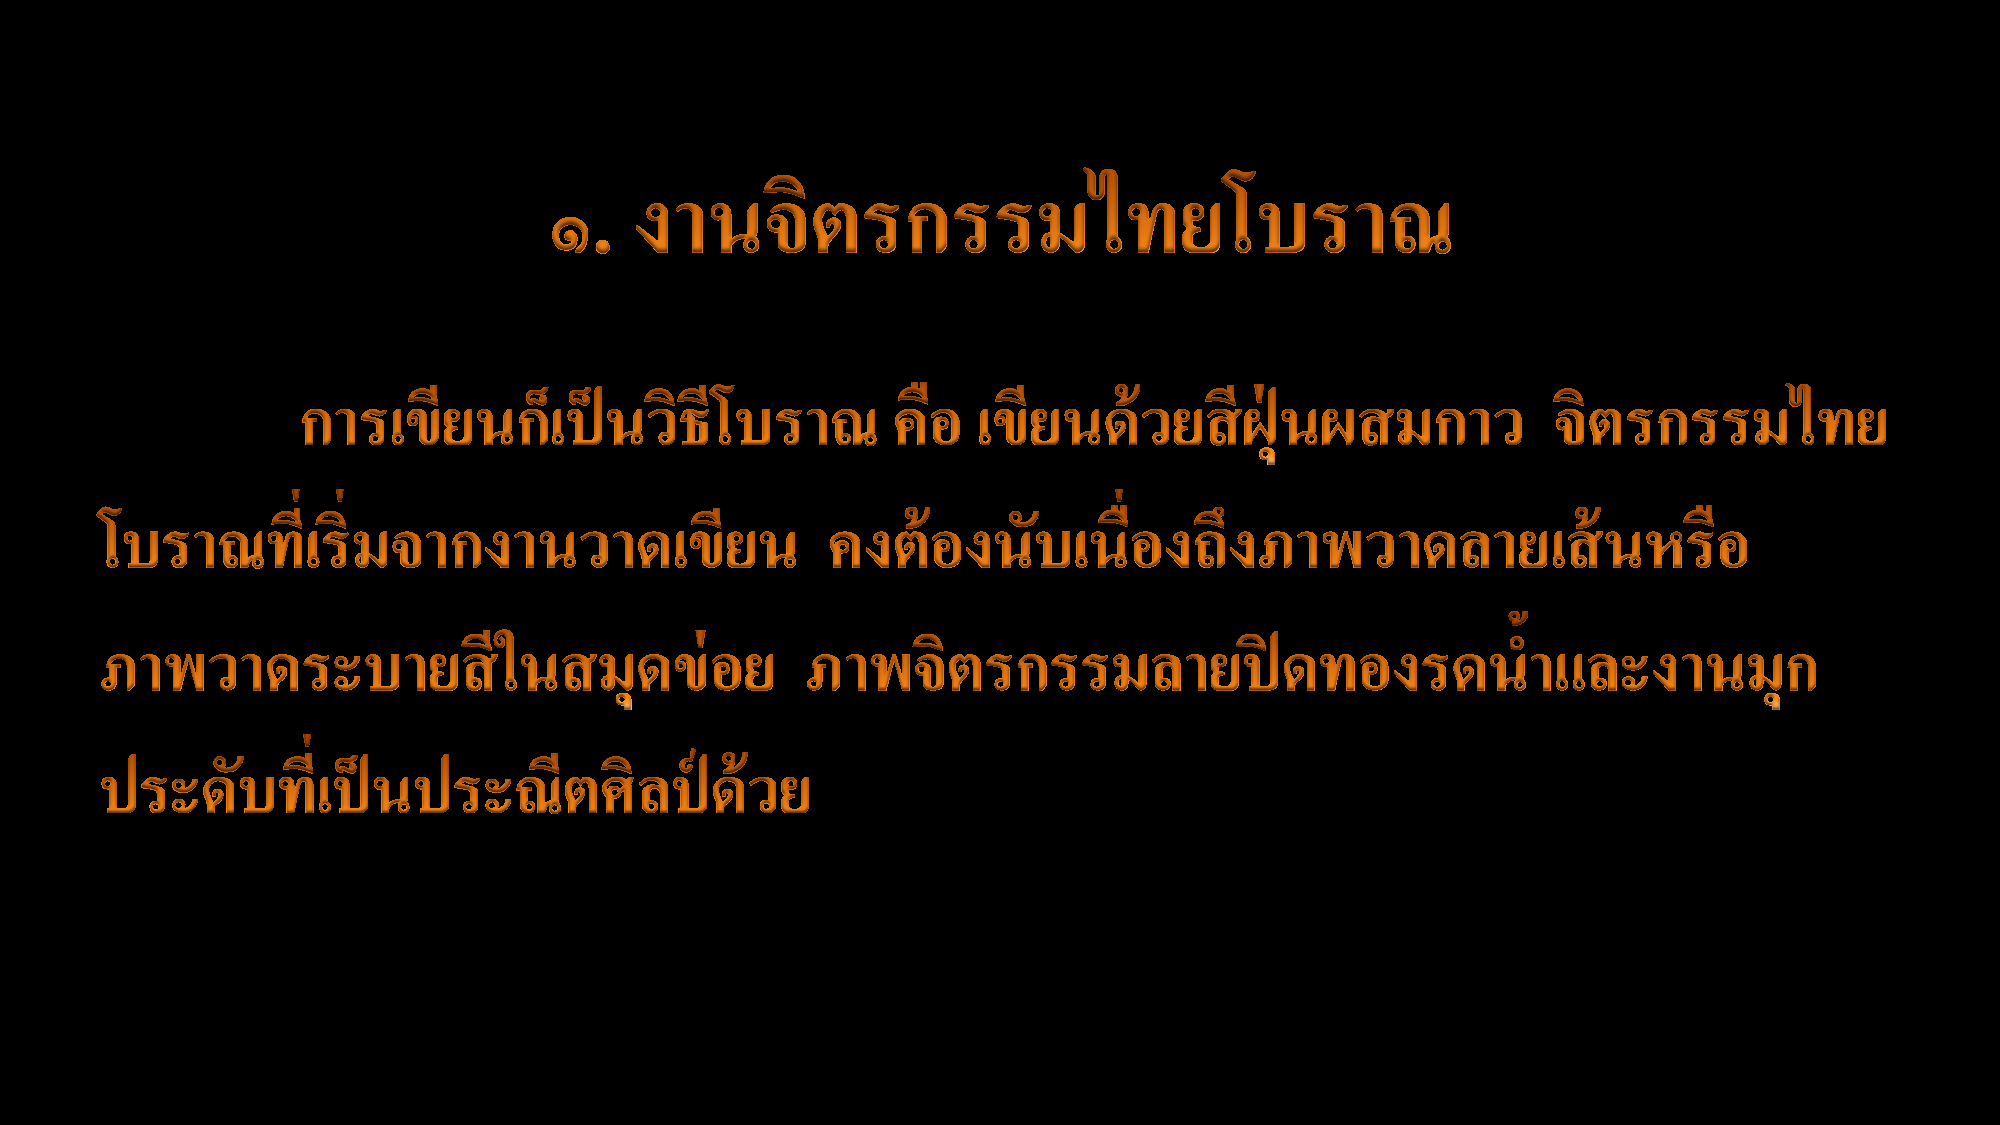 ๑. งานจิตรกรรมไทยโบราณ
การเขียนก็เป็นวิธีโบราณ คือ เขียนด้วยสีฝุ่นผสมกาว  จิตรกรรมไทย
โบราณที่เริ่มจากงานวาดเขียน  คงต้องนับเนื่องถึงภาพวาดลายเส้นหรือ
ภาพวาดระบายสีในสมุดข่อย  ภาพจิตรกรรมลายปิดทองรดน้ำและงานมุก
ประดับที่เป็นประณีตศิลป์ด้วย